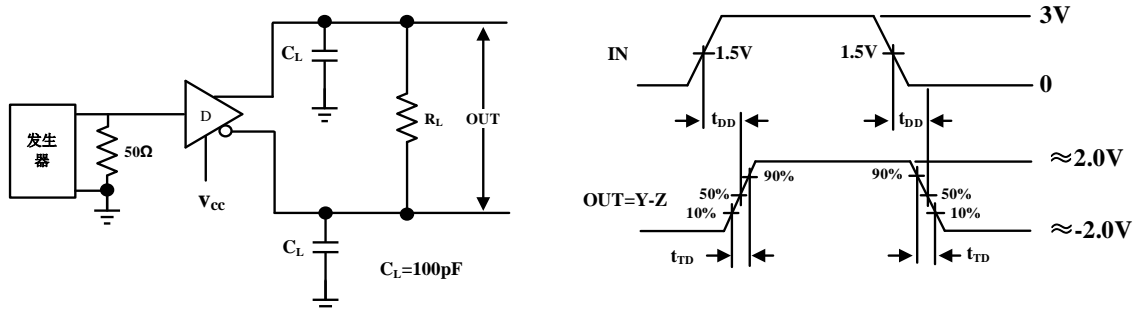 发生
器
50Ω
D
Vcc
CL
CL
RL
OUT
CL=100pF
IN
1.5V
1.5V
3V
0
tDD
tDD
OUT=Y-Z
90%
50%
10%
90%
50%
10%
≈2.0V
≈-2.0V
tTD
tTD